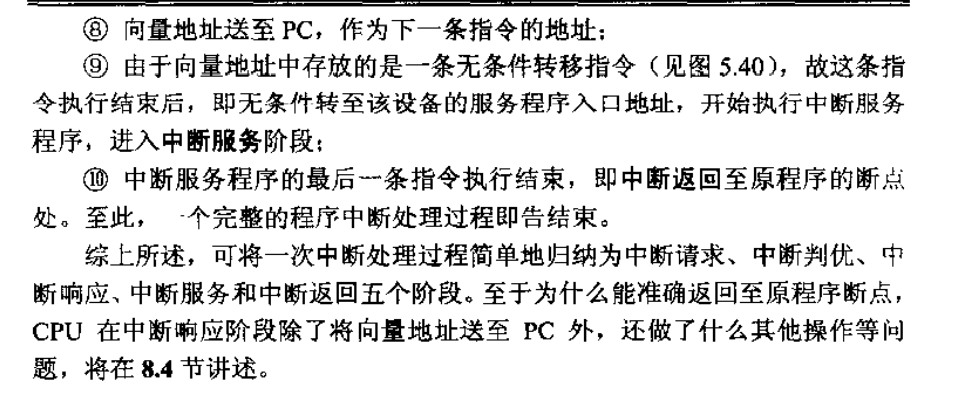 ⑧ 向量地址送至 PC，作为下一条指令的地址；
⑨ 由于向量地址中存放的是一条无条件转移指令（见图 5.40），故这条指
令执行结束后，即无条件转至该设备的服务程序入口地址，开始执行中断服务
程序，进入中断服务阶段；
⑩ 中断服务程序的最后一条指令执行结束，即中断返回至原程序的断点
处。至此，一个完整的程序中断处理过程即告结束。
综上所述，可将一次中断处理过程简单地归纳为中断请求、中断判优、中
断响应、中断服务和中断返回五个阶段。至于为什么能准确返回至原程序断点，
CPU 在中断响应阶段除了将向量地址送至 PC 外，还做了什么其他操作等问
题，将在 8.4 节讲述。